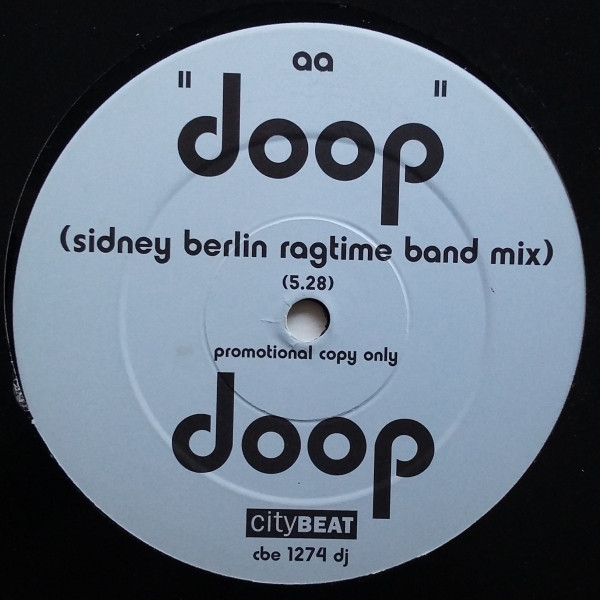 aa
"doop"
(sidney berlin ragtime band mix)
(5.28)
promotional copy only
doop
cityBEAT
cbe 1274 dj